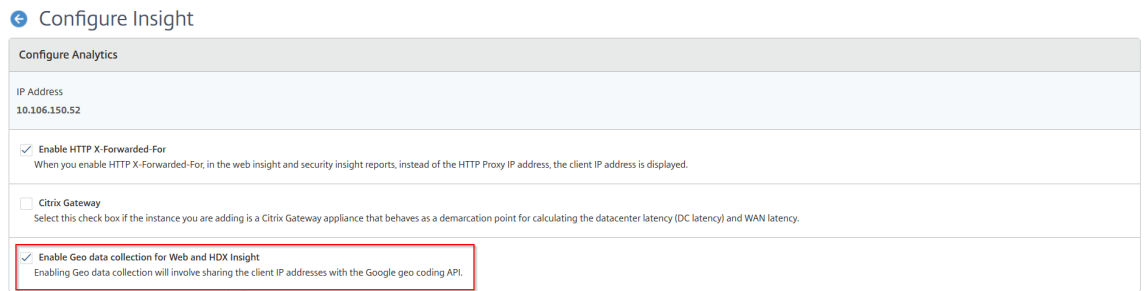 Configure Insight
Configure Analytics
IP Address
10.106.150.52
Enable HTTP X-Forwarded-For
When you enable HTTP X-Forwarded-For, in the web insight and security insight reports, instead of the HTTP Proxy IP address, the client IP address is displayed.
Citrix Gateway
Select this check box if the instance you are adding is a Citrix Gateway appliance that behaves as a demarcation point for calculating the datacenter latency (DC latency) and WAN latency.
Enable Geo data collection for Web and HDX Insight
Enabling Geo data collection will involve sharing the client IP addresses with the Google geo coding API.